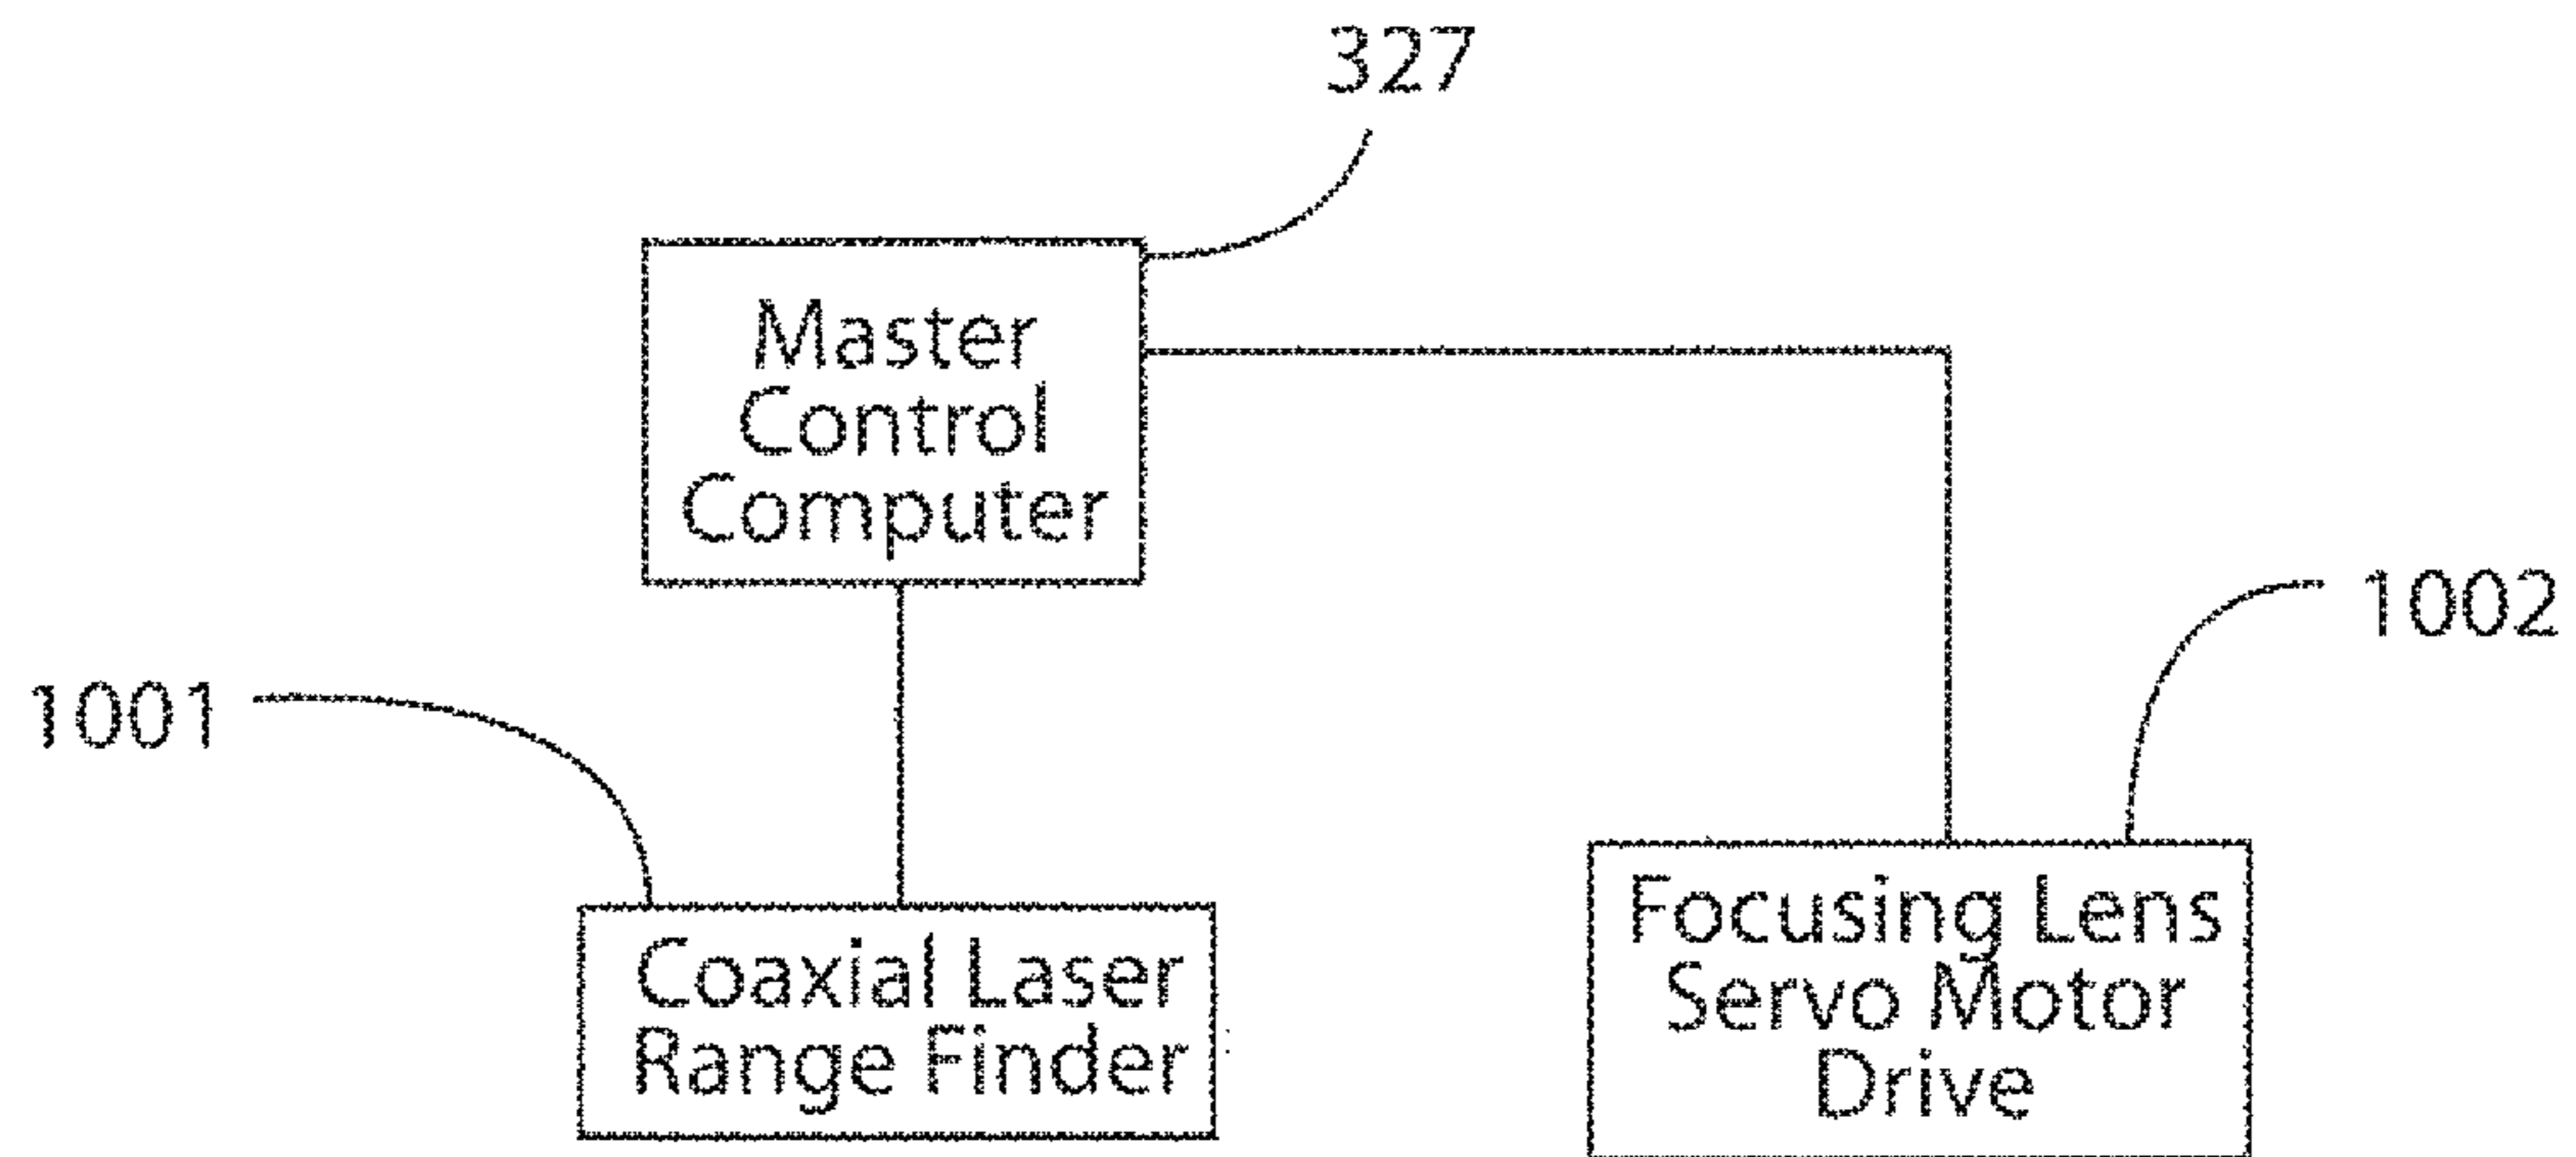 327
Master
Control
Computer
1002
1001
Coaxial Laser
Range Finder
Focusing Lens
Servo Motor
Drive